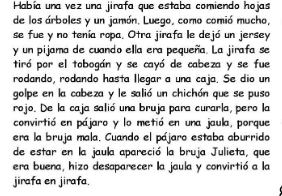 Había una vez una jirafa que estaba comiendo hojas
de los árboles y un jamón. Luego, como comió mucho,
se fue y no tenía ropa. Otra jirafa le dejó un jersey
y un pijama de cuando ella era pequeña. La jirafa se
tiró por el tobogán y se cayó de cabeza y se fue
rodando, rodando hasta llegar a una caja. Se dio un
golpe en la cabeza y le salió un chichón que se puso
rojo. De la caja salió una bruja para curarla, pero la
convirtió en pájaro y lo metió en una jaula, porque
era la bruja mala. Cuando el pájaro estaba aburrido
de estar en la jaula apareció la bruja Julieta, que
era buena, hizo desaparecer la jaula y convirtió a la
jirafa en jirafa.